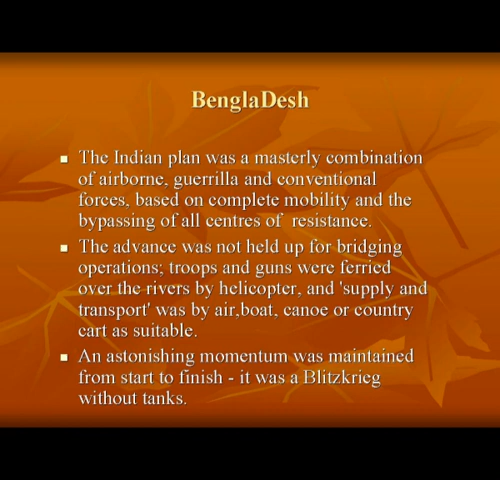 BenglaDesh
The Indian plan was a masterly combination
of airborne, guerrilla and conventional
forces, based on complete mobility and the
bypassing of all centres of resistance.
The advance was not held up for bridging
operations; troops and guns were ferried
over the rivers by helicopter, and 'supply and
transport' was by air,boat, canoe or country
cart as suitable.
An astonishing momentum was maintained
from start to finish - it was a Blitzkrieg
without tanks.